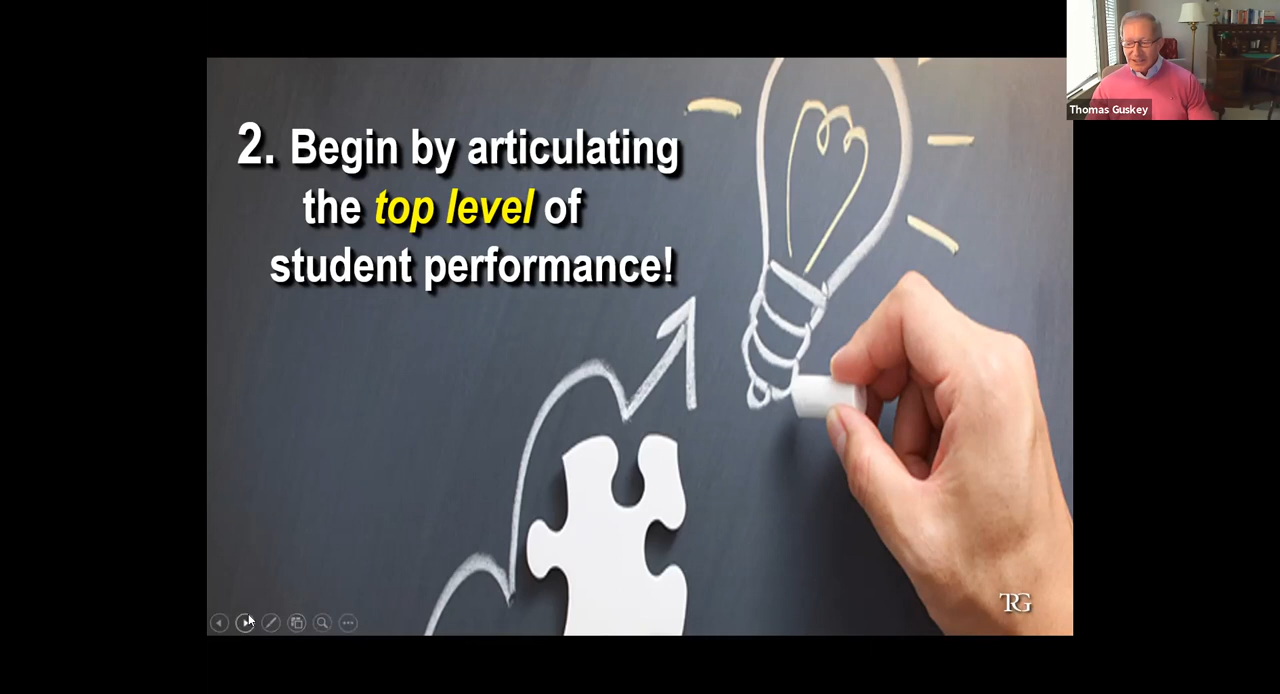 2. Begin by articulating
the top level of
student performance!
Thomas Guskey
TRG